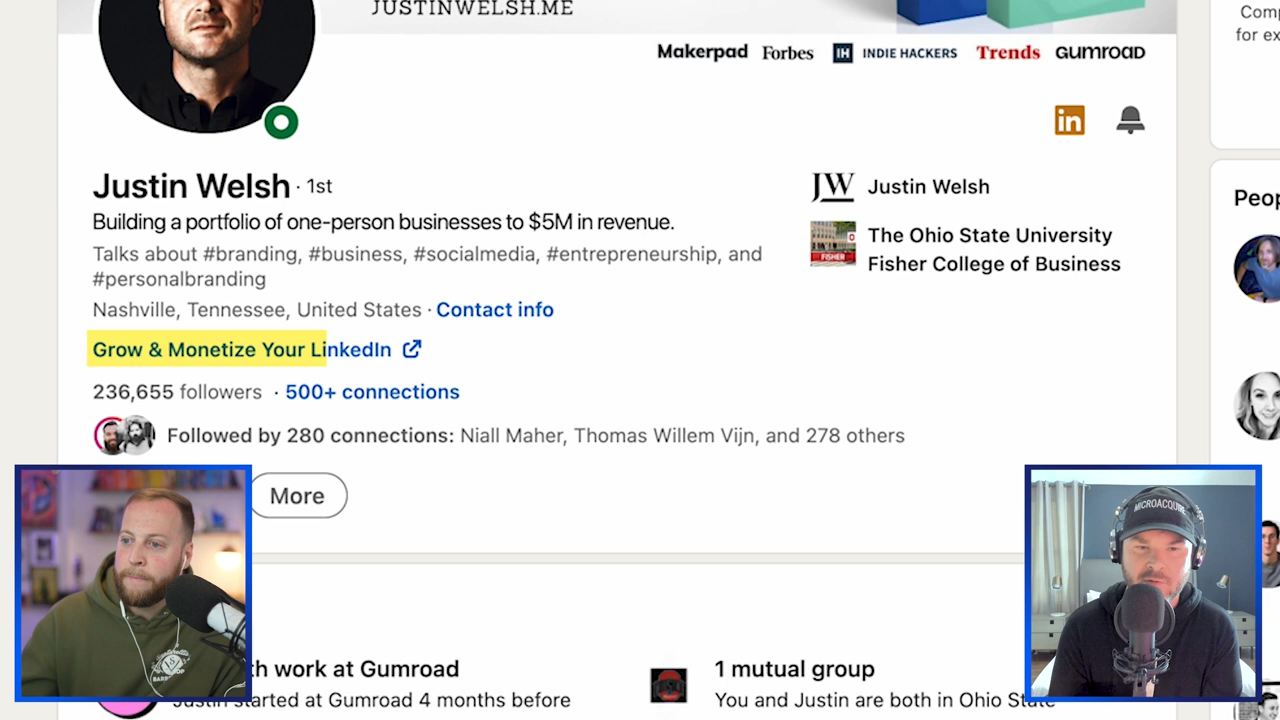 JUSTINWELSH.ME
Makerpad Forbes IH INDIE HACKERS Trends GUMROAD
Comp
for ex
in
Justin Welsh · 1st
Building a portfolio of one-person businesses to $5M in revenue.
Talks about #branding, #business, #socialmedia, #entrepreneurship, and
#personalbranding
Nashville, Tennessee, United States · Contact info
Grow & Monetize Your LinkedIn
236,655 followers · 500+ connections
Followed by 280 connections: Niall Maher, Thomas Willem Vijn, and 278 others
More
JW Justin Welsh
FISHER
The Ohio State University
Fisher College of Business
Peop
MICROACQUIRE
th work at Gumroad
Justin started at Gumroad 4 months before
1 mutual group
You and Justin are both in Ohio State